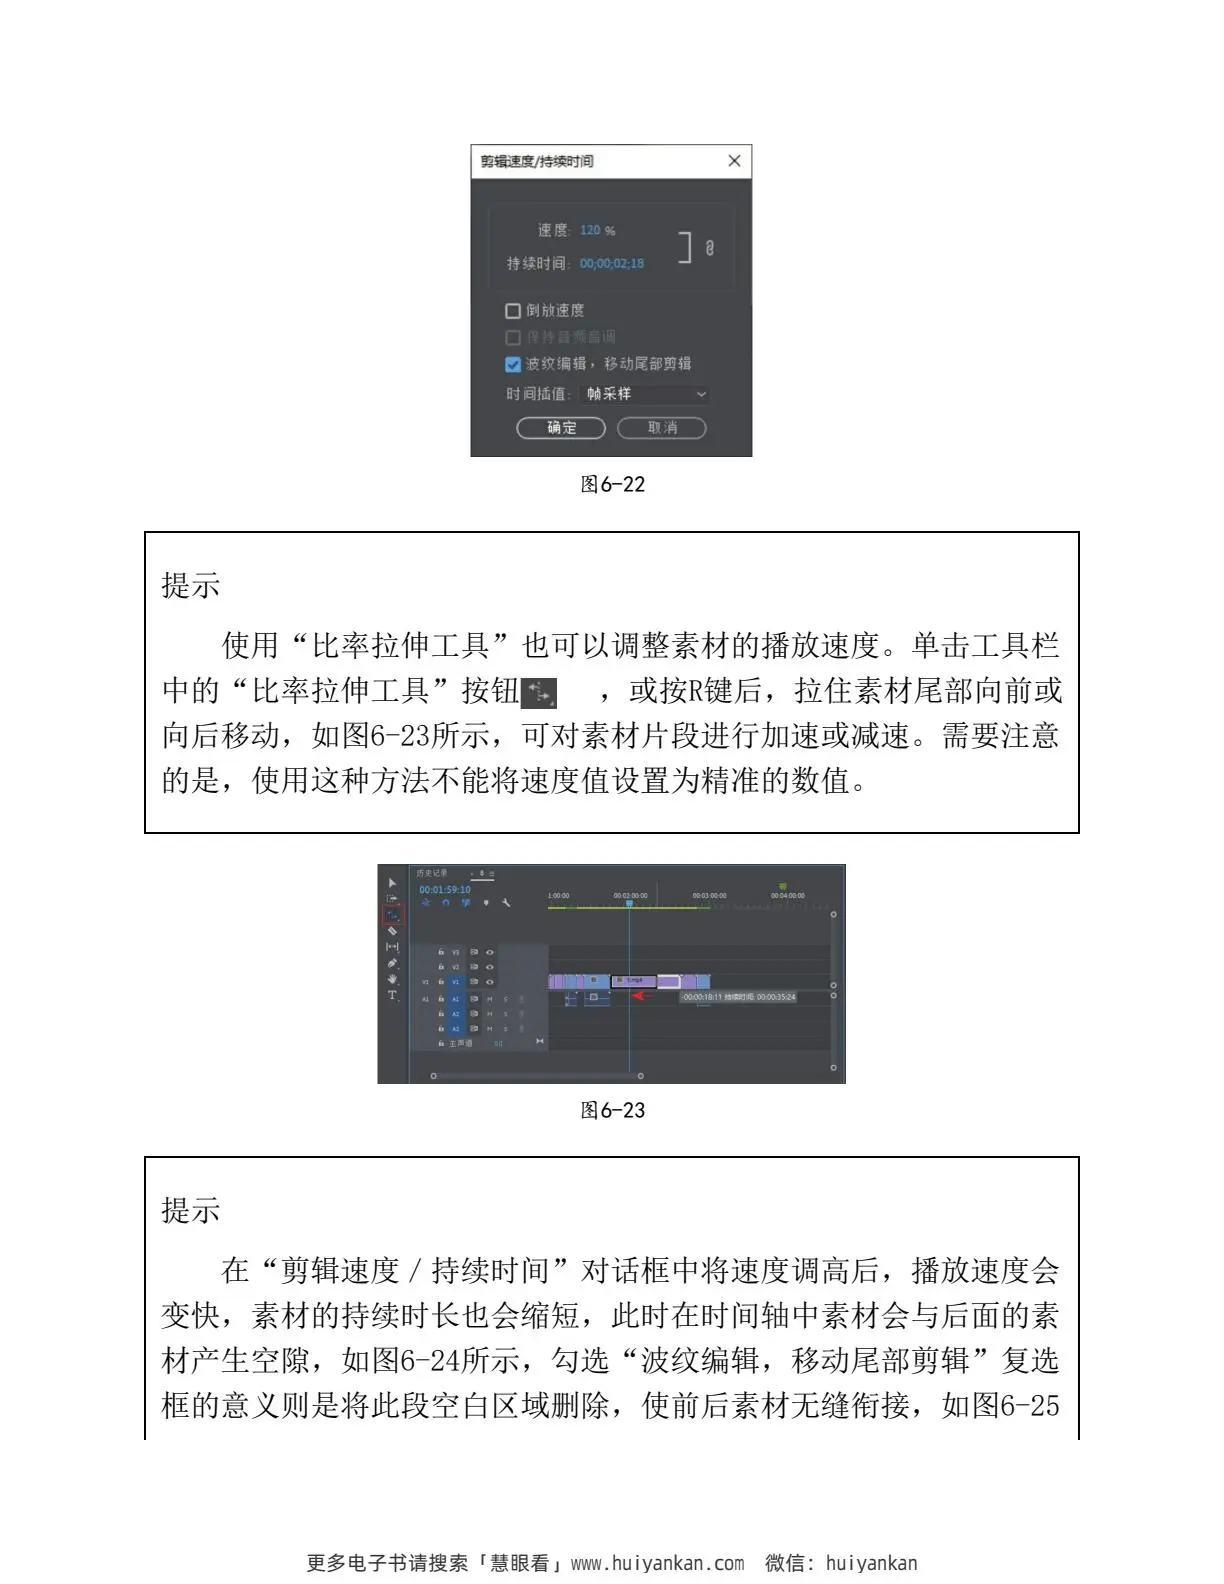 剪辑速度/持续时间
速度: 120 %
持续时间: 00;00;02;18
倒放速度
保持音频音调
波纹编辑，移动尾部剪辑
时间插值: 帧采样
确定 取消
图6-22
提示
使用“比率拉伸工具”也可以调整素材的播放速度。单击工具栏
中的“比率拉伸工具”按钮 ，或按R键后，拉住素材尾部向前或
向后移动，如图6-23所示，可对素材片段进行加速或减速。需要注意
的是，使用这种方法不能将速度值设置为精准的数值。
历史记录 × 8
00:01:59:10
1:00:00 00:02:00:00 00:03:00:00 00:04:00:00
V3
V2
V1 V1
A1 A1 M S
A2 M S
A3 M S
主声道 0.0
-00:00:18:11 持续时间: 00:00:35:24
图6-23
提示
在“剪辑速度／持续时间”对话框中将速度调高后，播放速度会
变快，素材的持续时长也会缩短，此时在时间轴中素材会与后面的素
材产生空隙，如图6-24所示，勾选“波纹编辑，移动尾部剪辑”复选
框的意义则是将此段空白区域删除，使前后素材无缝衔接，如图6-25
更多电子书请搜索「慧眼看」www.huiyankan.com 微信: huiyankan